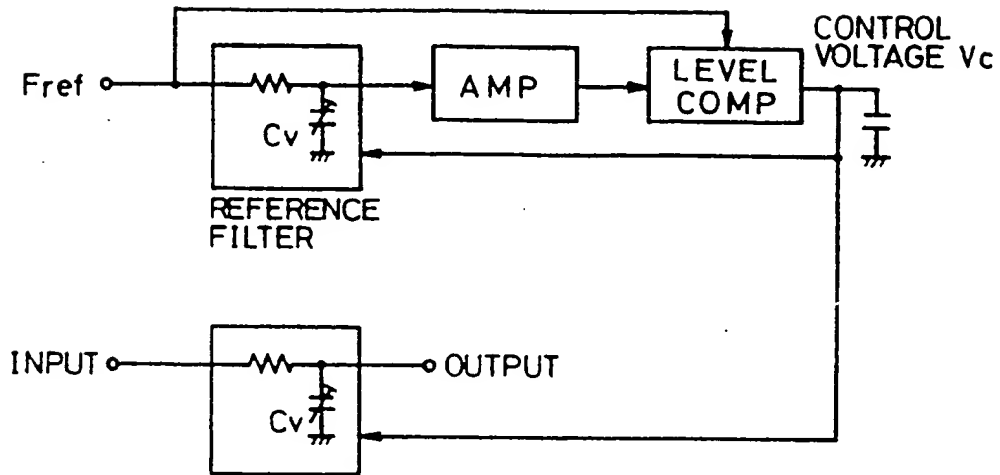 CONTROL
VOLTAGE Vc
Fref
AMP
LEVEL
COMP
Cv
REFERENCE
FILTER
INPUT
OUTPUT
Cv